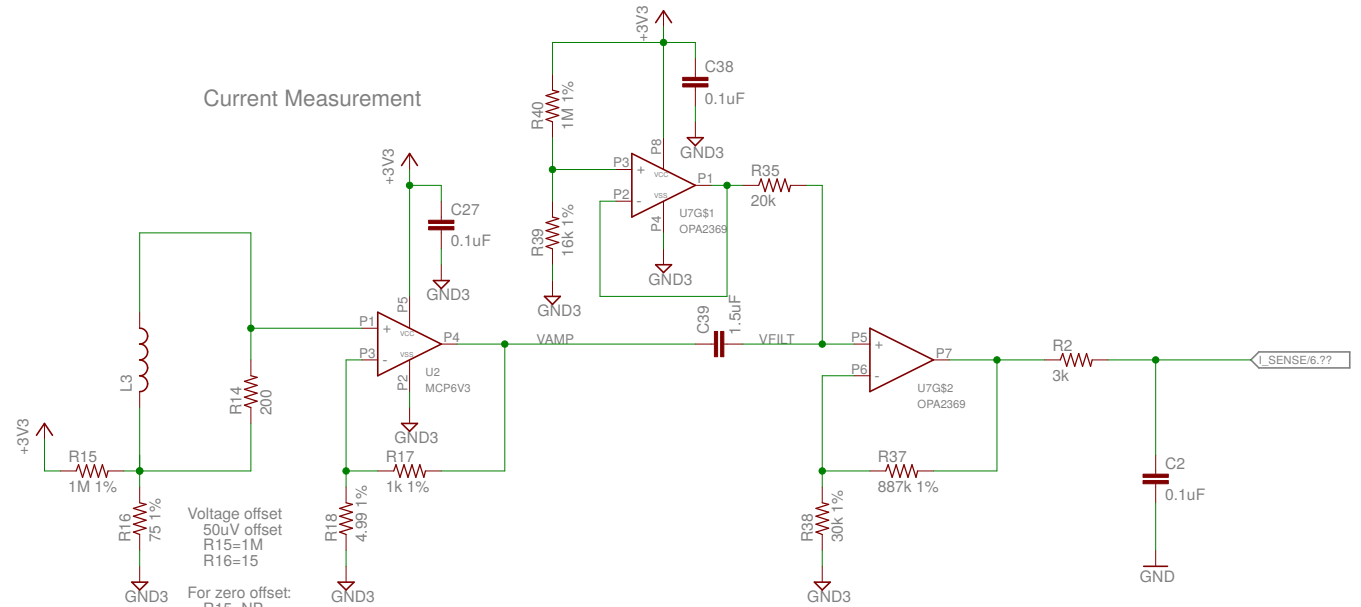 Current Measurement
+3V3
C38
0.1uF
GND3
R40
1M 1%
R39
16k 1%
GND3
P3
P2
P8
VCC
VSS
P4
P1
U7G$1
OPA2369
GND3
R35
20k
+3V3
C27
0.1uF
GND3
P1
P3
P5
VCC
VSS
P2
P4
U2
MCP6V3
GND3
VAMP
C39
1.5uF
VFILT
L3
R14
200
+3V3
R15
1M 1%
R16
75 1%
GND3
Voltage offset
50uV offset
R15=1M
R16=15
For zero offset:
R17
1k 1%
R18
4.99 1%
GND3
P5
P6
P7
U7G$2
OPA2369
R37
887k 1%
R38
30k 1%
GND3
R2
3k
C2
0.1uF
GND
I_SENSE/6.??